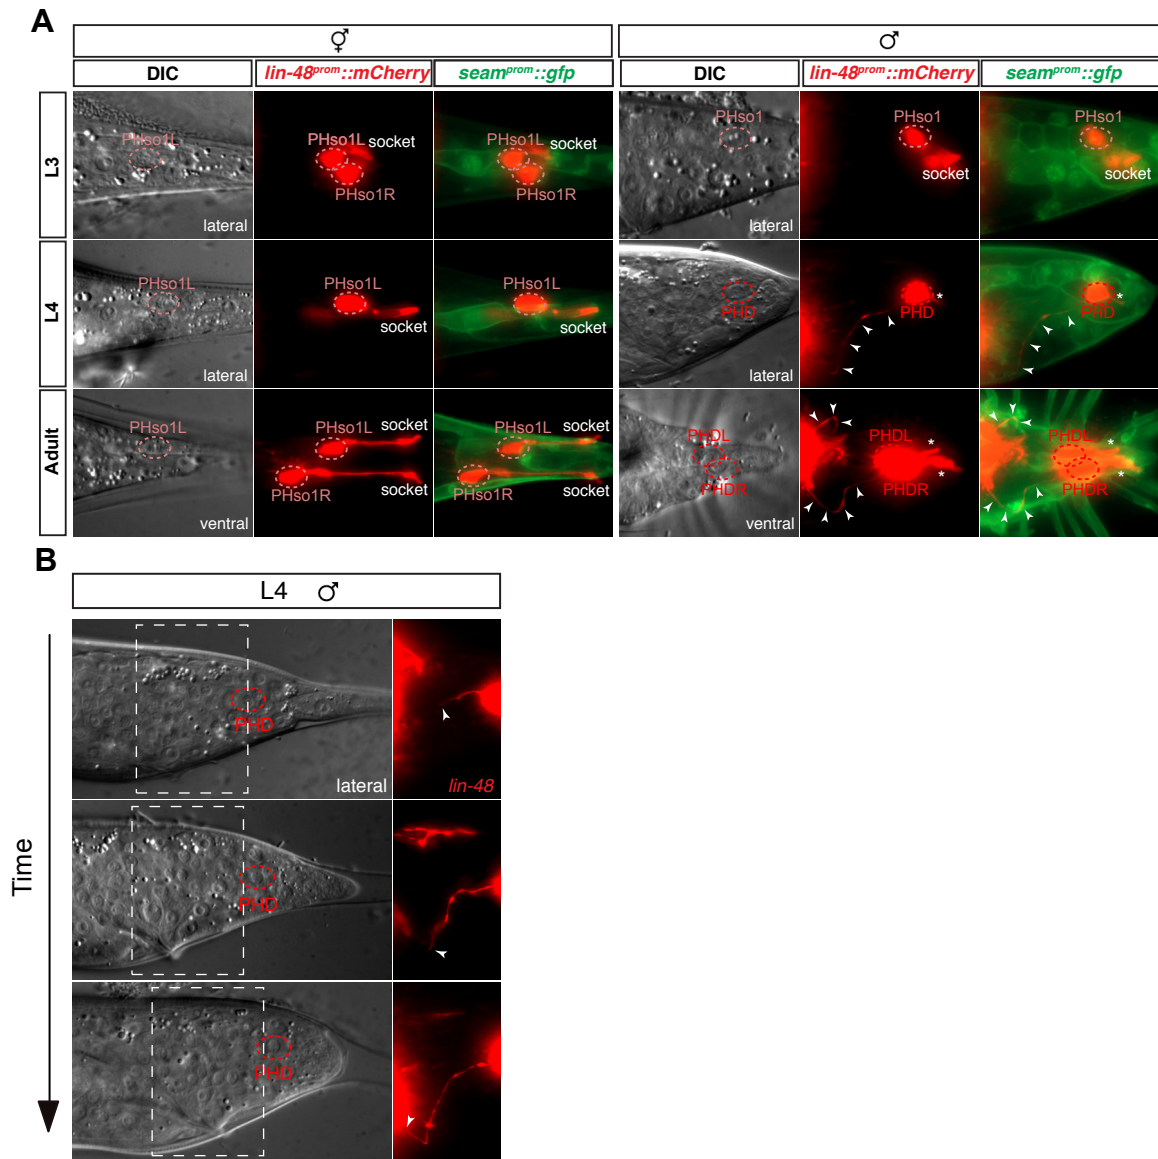 A
⚥ ♂
DIC lin-48prom::mCherry seamprom::gfp DIC lin-48prom::mCherry seamprom::gfp
L3
PHso1L
lateral
PHso1L
socket
PHso1R
PHso1L
socket
PHso1R
PHso1
lateral
PHso1
socket
PHso1
socket
L4
PHso1L
lateral
PHso1L
socket
PHso1L
socket
PHD
lateral
PHD
*
PHD
*
Adult
PHso1L
ventral
PHso1L
socket
PHso1R
socket
PHso1L
socket
PHso1R
socket
PHDL
PHDR
ventral
PHDL
*
PHDR
*
PHDL
*
PHDR
*
B
L4 ♂
Time
PHD
lateral
lin-48
PHD
PHD